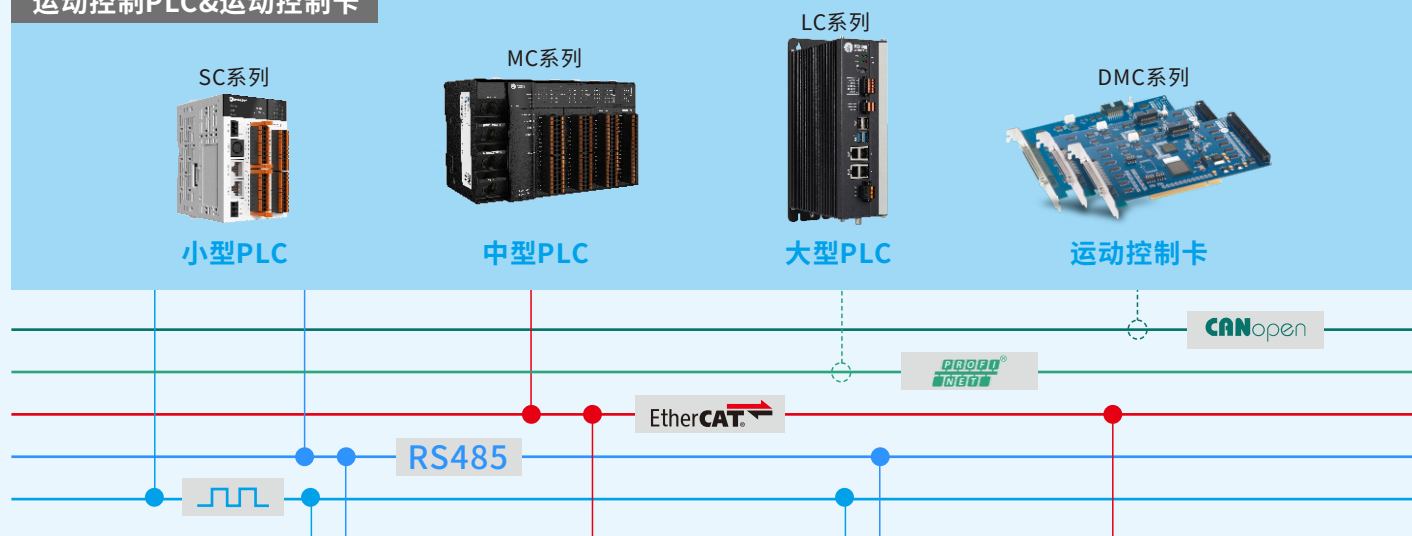 运动控制PLC&运动控制卡
LC系列
MC系列
SC系列
DMC系列
小型PLC
中型PLC
大型PLC
运动控制卡
CANopen
PROFI
NET
EtherCAT
RS485